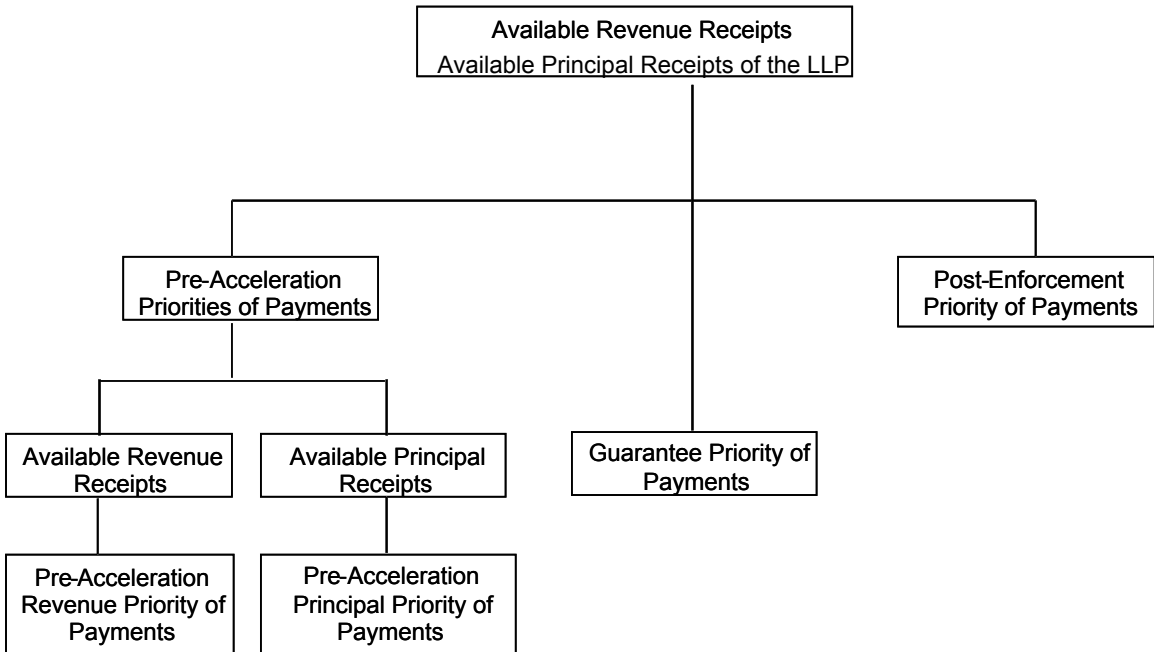 Available Revenue Receipts
Available Principal Receipts of the LLP
Pre-Acceleration
Priorities of Payments
Post-Enforcement
Priority of Payments
Available Revenue
Receipts
Available Principal
Receipts
Guarantee Priority of
Payments
Pre-Acceleration
Revenue Priority of
Payments
Pre-Acceleration
Principal Priority of
Payments